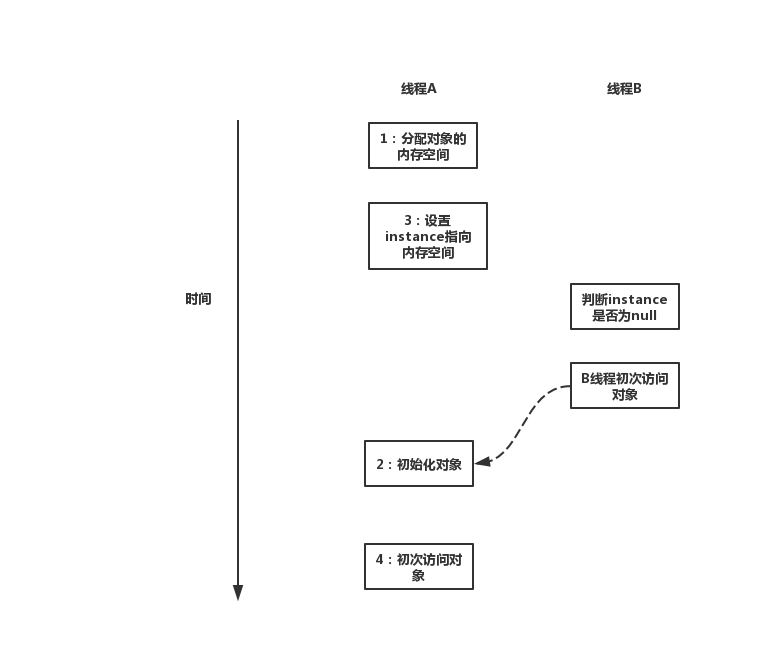 线程A
线程B
1：分配对象的
内存空间
3：设置
instance指向
内存空间
时间
判断instance
是否为null
B线程初次访问
对象
2：初始化对象
4：初次访问对
象